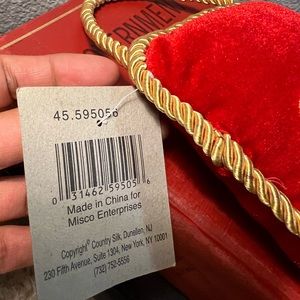 45.595056
0 31462 59505 6
Made in China for
Misco Enterprises
Copyright® Country Silk, Dunellen, NJ
230 Fifth Avenue, Suite 1304, New York, NY 10001
(732) 752-5556